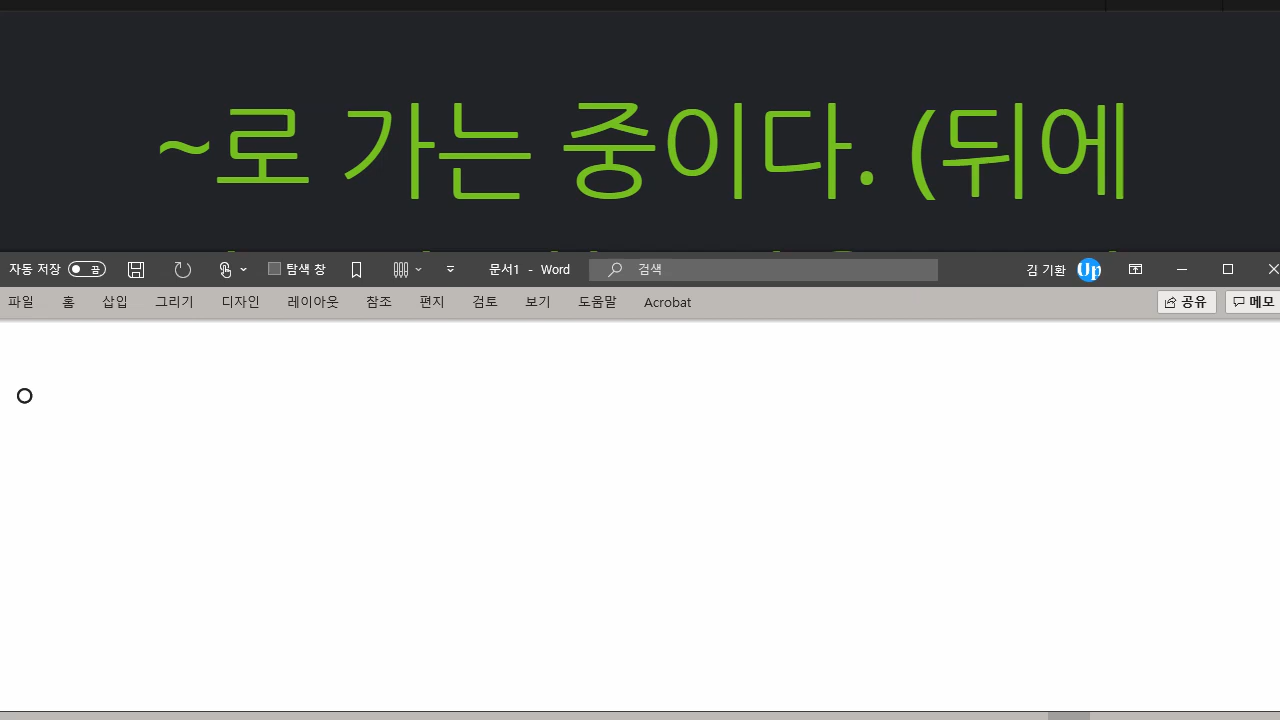 ~로 가는 중이다. (뒤에
자동 저장 끔 탐색 창 문서1 - Word 검색 김 기환 Up
파일 홈 삽입 그리기 디자인 레이아웃 참조 편지 검토 보기 도움말 Acrobat 공유 메모